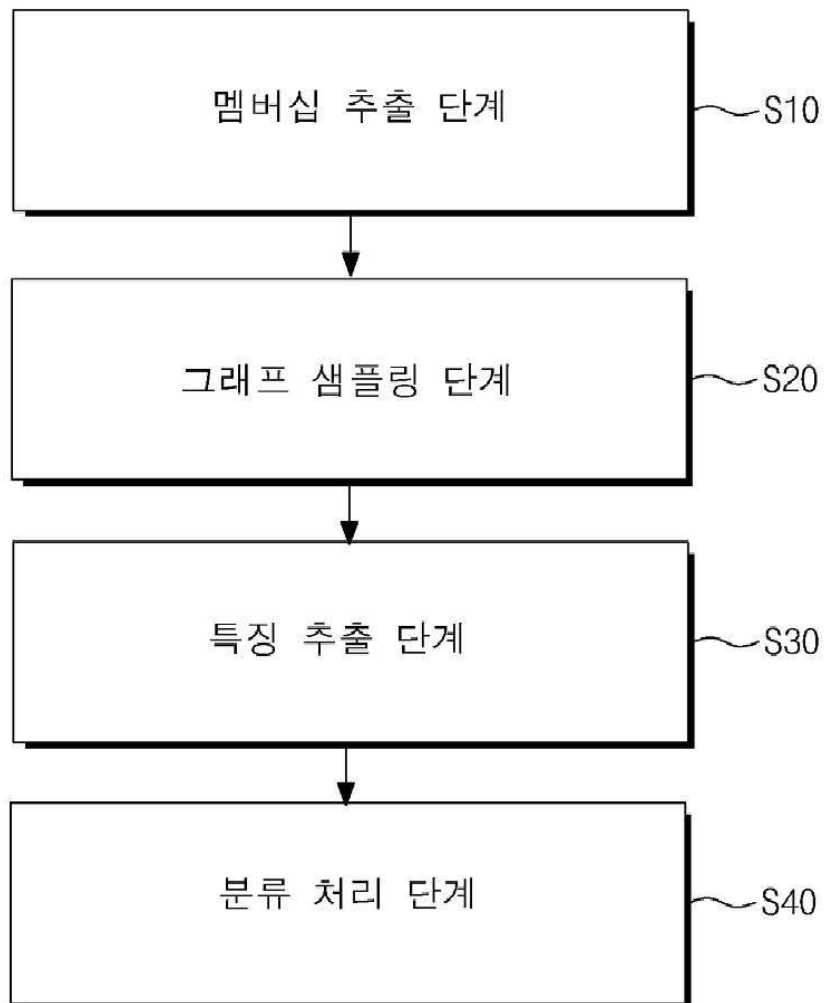 멤버십 추출 단계
S10
그래프 샘플링 단계
S20
특징 추출 단계
S30
분류 처리 단계
S40